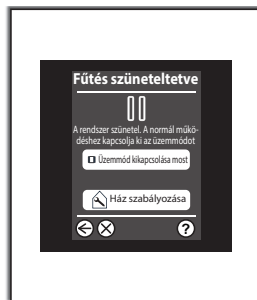 Fűtés szüneteltetve
A rendszer szünetel. A normál műkö-
déshez kapcsolja ki az üzemmódot
Üzemmód kikapcsolása most
Ház szabályozása
?